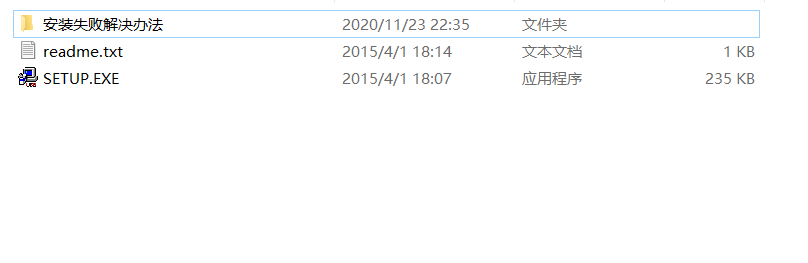 安装失败解决办法 2020/11/23 22:35 文件夹
readme.txt 2015/4/1 18:14 文本文档 1 KB
SETUP.EXE 2015/4/1 18:07 应用程序 235 KB